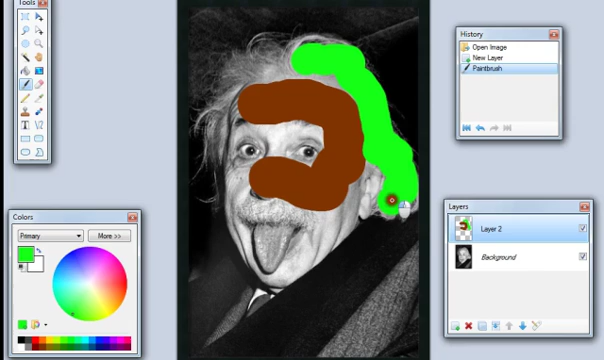 Tools
History
Open Image
New Layer
Paintbrush
Layers
Layer 2
Background
Colors
Primary
More >>